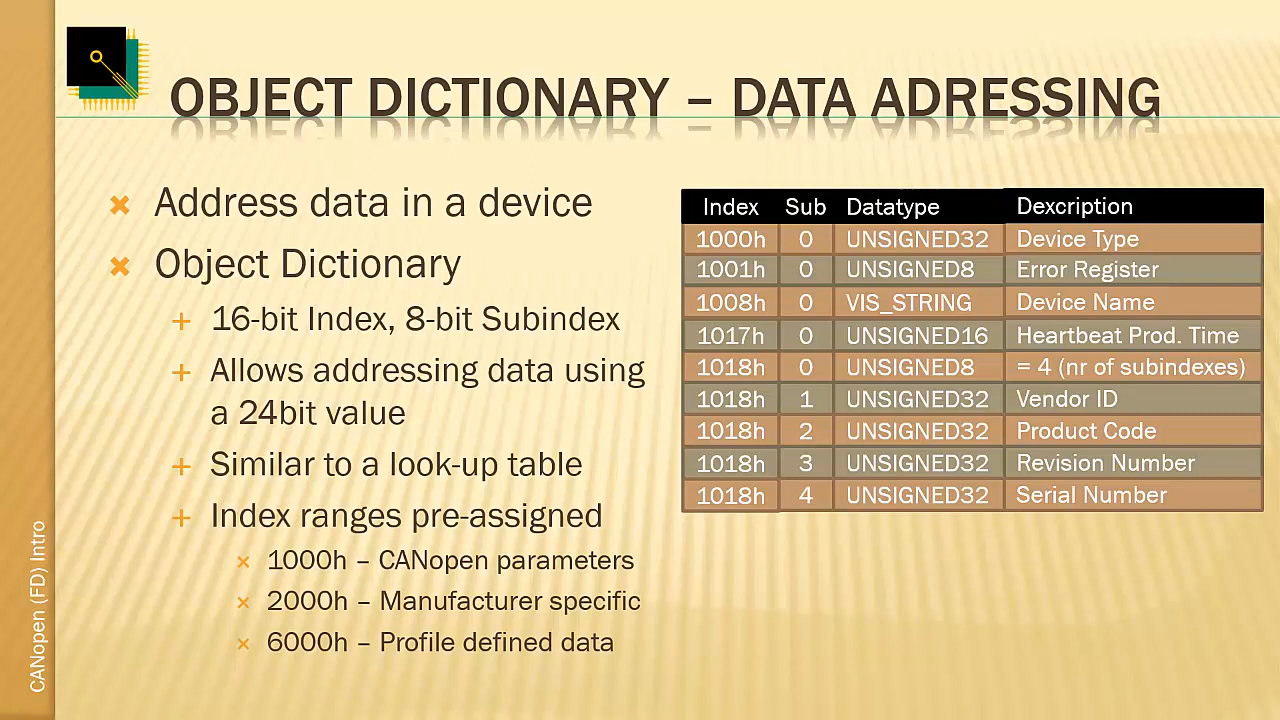 OBJECT DICTIONARY – DATA ADRESSING
Address data in a device
Object Dictionary
16-bit Index, 8-bit Subindex
Allows addressing data using
a 24bit value
Similar to a look-up table
Index ranges pre-assigned
1000h – CANopen parameters
2000h – Manufacturer specific
6000h – Profile defined data
Index Sub Datatype Dexcription
1000h 0 UNSIGNED32 Device Type
1001h 0 UNSIGNED8 Error Register
1008h 0 VIS_STRING Device Name
1017h 0 UNSIGNED16 Heartbeat Prod. Time
1018h 0 UNSIGNED8 = 4 (nr of subindexes)
1018h 1 UNSIGNED32 Vendor ID
1018h 2 UNSIGNED32 Product Code
1018h 3 UNSIGNED32 Revision Number
1018h 4 UNSIGNED32 Serial Number
CANopen (FD) Intro